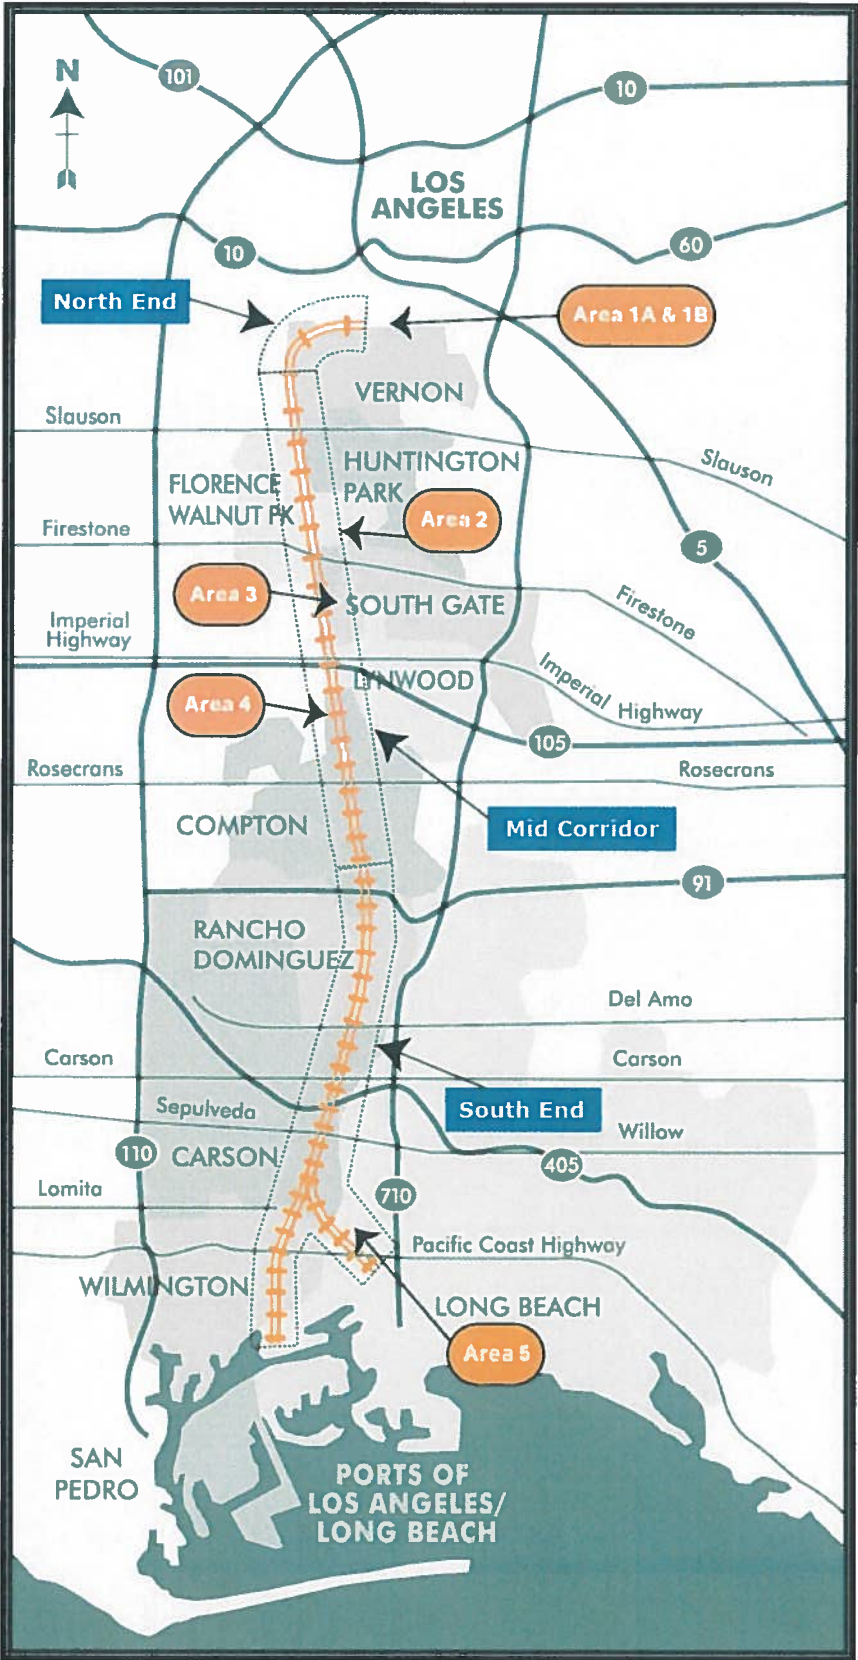 101
N
10
LOS
ANGELES
10
60
North End
Area 1A & 1B
VERNON
Slauson
HUNTINGTON
PARK
Slauson
FLORENCE
WALNUT PK
Area 2
Firestone
5
Area 3
SOUTH GATE
Firestone
Imperial
Highway
LYNWOOD
Imperial Highway
Area 4
105
Rosecrans
Rosecrans
COMPTON
Mid Corridor
91
RANCHO
DOMINGUEZ
Del Amo
Carson
Carson
Sepulveda
South End
Willow
110
CARSON
405
Lomita
710
Pacific Coast Highway
WILMINGTON
LONG BEACH
Area 5
SAN
PEDRO
PORTS OF
LOS ANGELES/
LONG BEACH